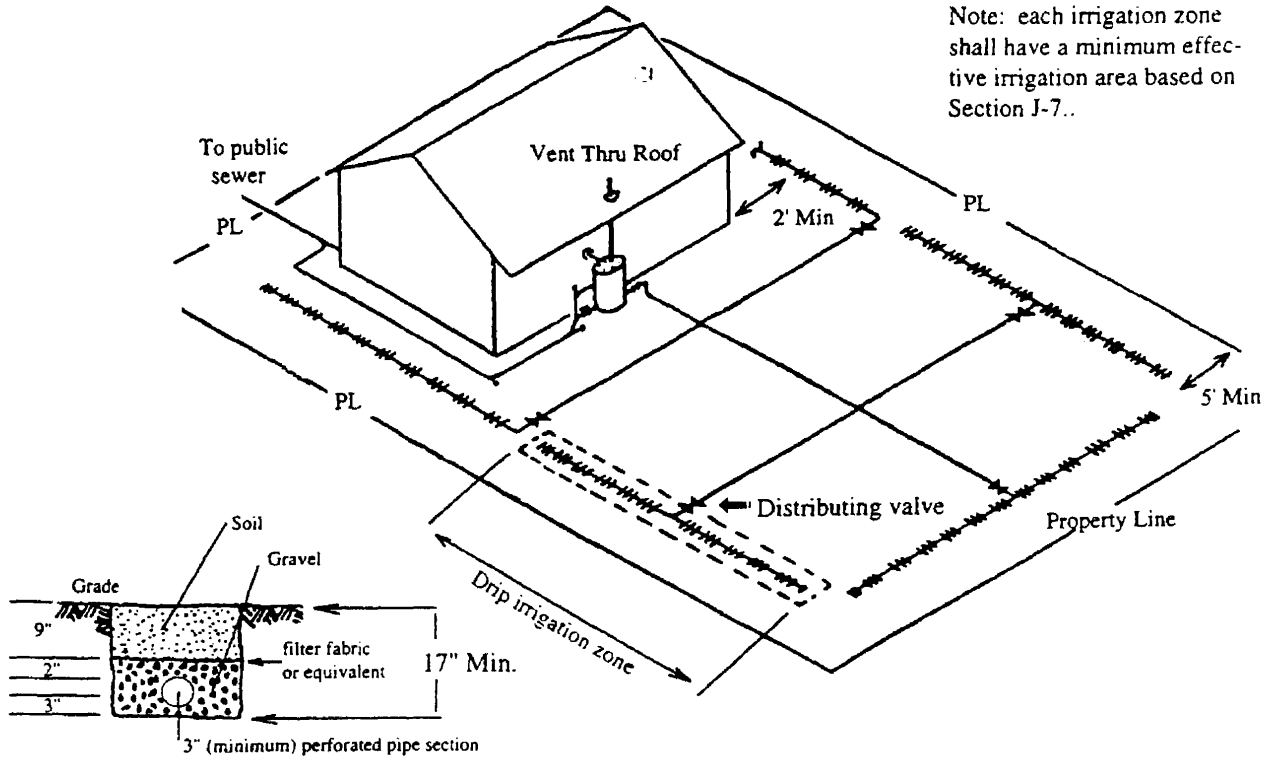 Note: each irrigation zone
shall have a minimum effec-
tive irrigation area based on
Section J-7..
To public
sewer
Vent Thru Roof
PL
PL
2' Min
PL
5' Min
Distributing valve
Property Line
Drip irrigation zone
Soil
Gravel
Grade
9"
filter fabric
or equivalent
17" Min.
2"
3"
3" (minimum) perforated pipe section